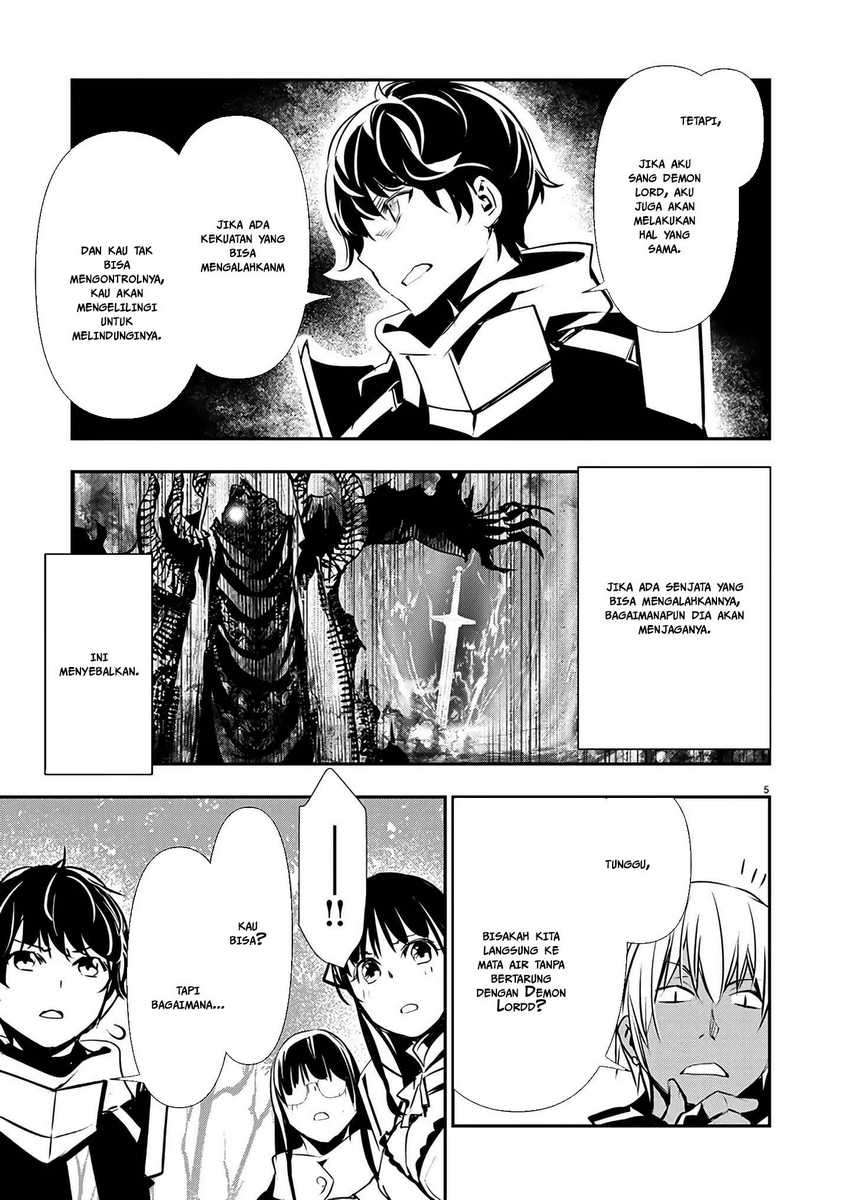 TETAPI,
JIKA AKU
SANG DEMON
LORD, AKU
JUGA AKAN
MELAKUKAN
HAL YANG
SAMA.
JIKA ADA
KEKUATAN YANG
BISA
MENGALAHKANM
DAN KAU TAK
BISA
MENGONTROLNYA,
KAU AKAN
MENGELILINGI
UNTUK
MELINDUNGINYA.
JIKA ADA SENJATA YANG
BISA MENGALAHKANNYA,
BAGAIMANAPUN DIA AKAN
MENJAGANYA.
INI
MENYEBALKAN.
5
TUNGGU,
BISAKAH KITA
LANGSUNG KE
MATA AIR TANPA
BERTARUNG
DENGAN DEMON
LORDD?
—!!
KAU
BISA?
TAPI
BAGAIMANA...